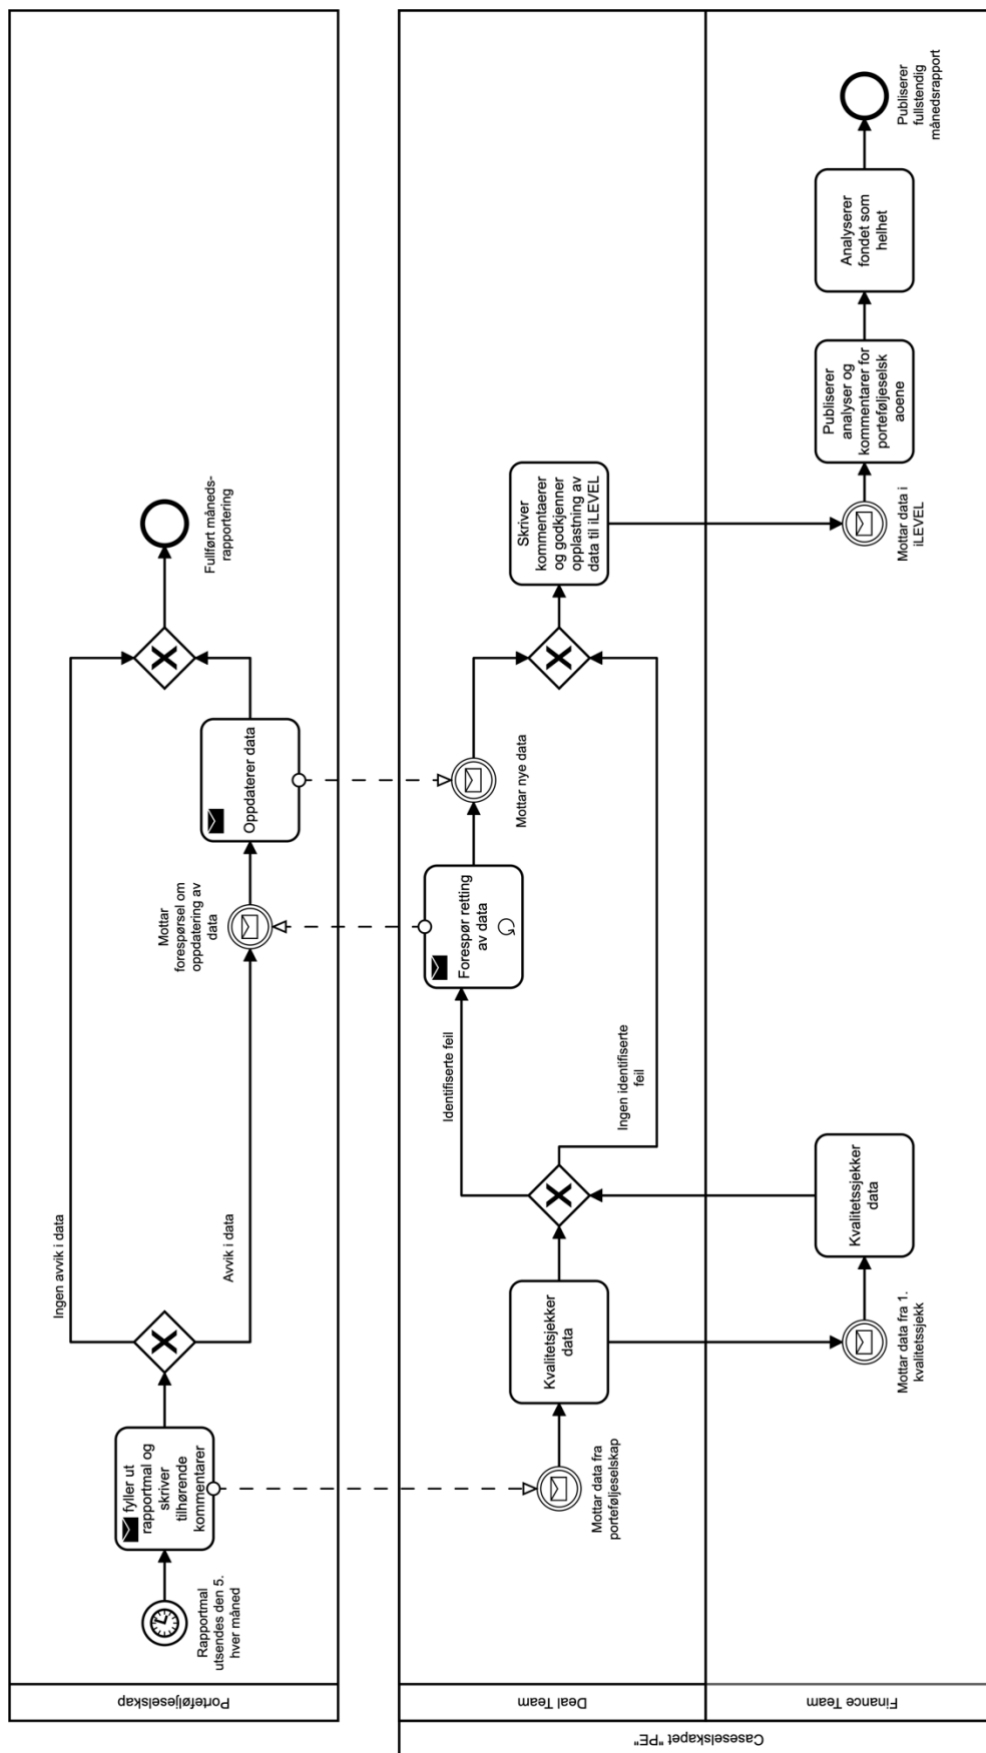 Porteføljeselskap
Rapportmal
utsendes den 5.
hver måned
fyller ut
rapportmal og
skriver
tilhørende
kommentarer
Ingen avvik i data
Avvik i data
Mottar
forespørsel om
oppdatering av
data
Oppdaterer data
Fullført måneds-
rapportering
Caseselskapet "PE"
Deal Team
Mottar data fra
porteføljeselskap
Kvalitetsjekker
data
Identifiserte feil
Ingen identifiserte
feil
Forespør retting
av data
Mottar nye data
Skriver
kommentaerer
og godkjenner
opplastning av
data til iLEVEL
Finance Team
Mottar data fra 1.
kvalitetssjekk
Kvalitetssjekker
data
Mottar data i
iLEVEL
Publiserer
analyser og
kommentarer for
porteføljeselsk
aoene
Analyserer
fondet som
helhet
Publiserer
fullstendig
månedsrapport